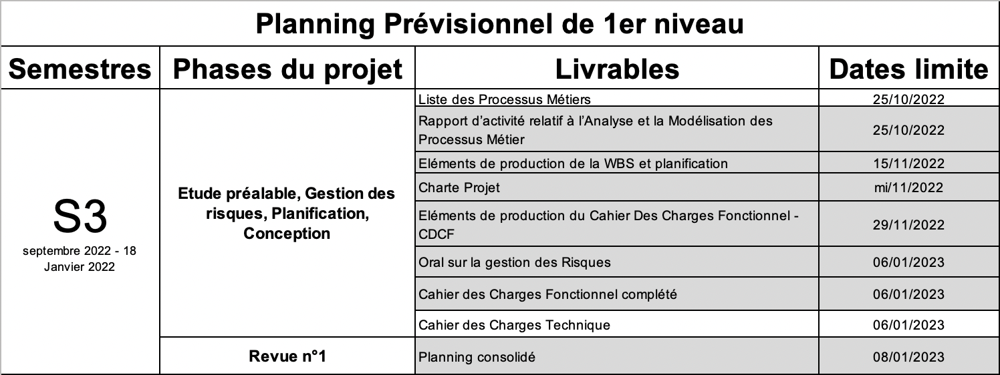 Planning Prévisionnel de 1er niveau
Semestres Phases du projet Livrables Dates limite
S3
septembre 2022 - 18
Janvier 2022
Etude préalable, Gestion des
risques, Planification,
Conception
Liste des Processus Métiers 25/10/2022
Rapport d’activité relatif à l’Analyse et la Modélisation des
Processus Métier 25/10/2022
Eléments de production de la WBS et planification 15/11/2022
Charte Projet mi/11/2022
Eléments de production du Cahier Des Charges Fonctionnel -
CDCF 29/11/2022
Oral sur la gestion des Risques 06/01/2023
Cahier des Charges Fonctionnel complété 06/01/2023
Cahier des Charges Technique 06/01/2023
Revue n°1 Planning consolidé 08/01/2023